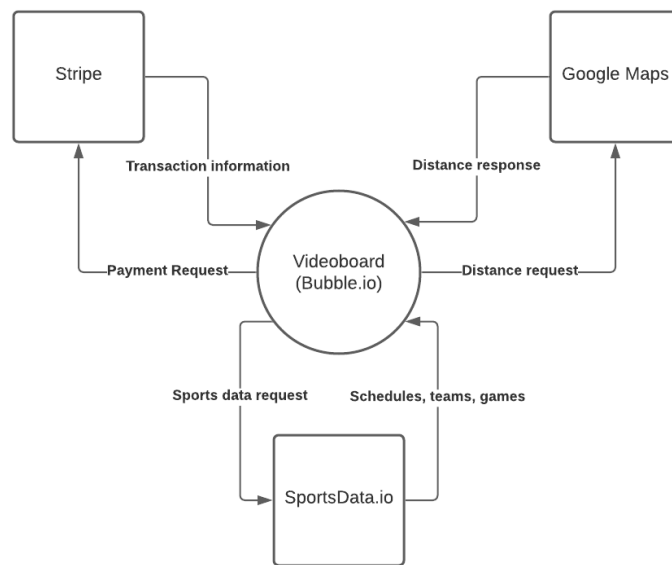 Stripe
Google Maps
Transaction information
Distance response
Videoboard
(Bubble.io)
Payment Request
Distance request
Sports data request
Schedules, teams, games
SportsData.io